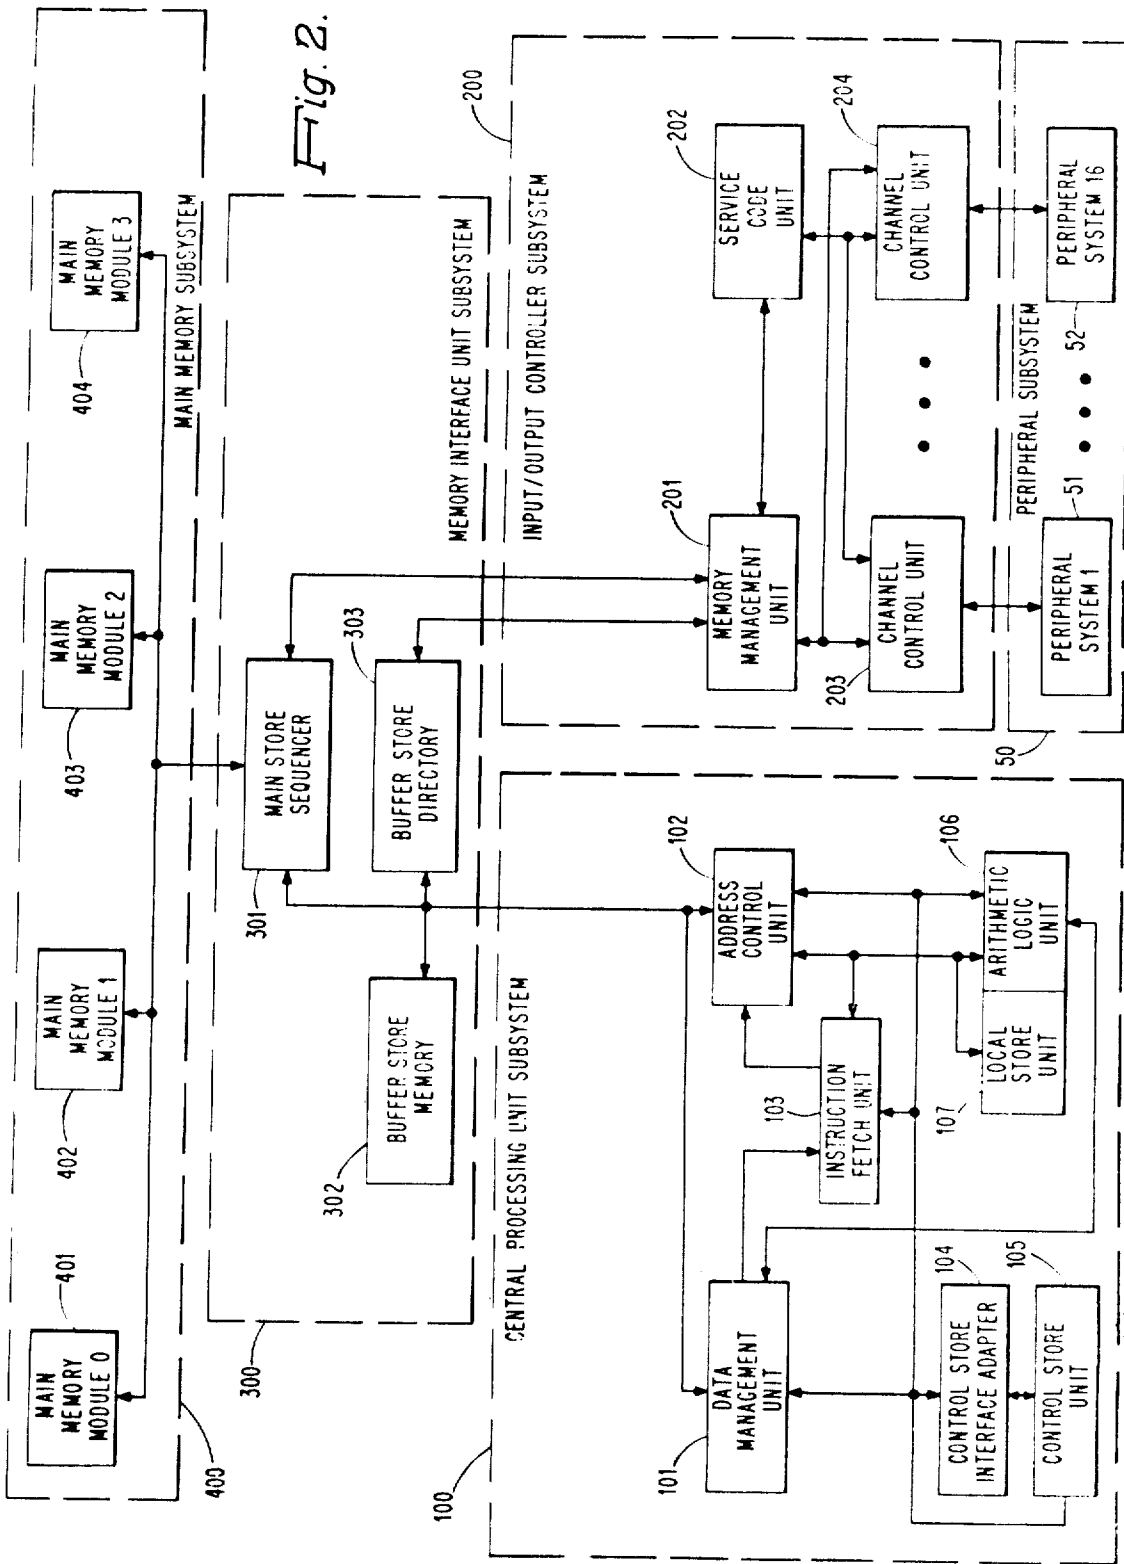 Fig. 2.
400
MAIN MEMORY SUBSYSTEM
401
MAIN
MEMORY
MODULE 0
402
MAIN
MEMORY
MODULE 1
403
MAIN
MEMORY
MODULE 2
404
MAIN
MEMORY
MODULE 3
300
MEMORY INTERFACE UNIT SUBSYSTEM
301
MAIN STORE
SEQUENCER
302
BUFFER STORE
MEMORY
303
BUFFER STORE
DIRECTORY
100
CENTRAL PROCESSING UNIT SUBSYSTEM
101
DATA
MANAGEMENT
UNIT
102
ADDRESS
CONTROL
UNIT
103
INSTRUCTION
FETCH UNIT
104
CONTROL STORE
INTERFACE ADAPTER
105
CONTROL STORE
UNIT
106
ARITHMETIC
LOGIC
UNIT
107
LOCAL
STORE
UNIT
200
INPUT/OUTPUT CONTROLLER SUBSYSTEM
201
MEMORY
MANAGEMENT
UNIT
202
SERVICE
CODE
UNIT
203
CHANNEL
CONTROL UNIT
204
CHANNEL
CONTROL UNIT
50
PERIPHERAL SUBSYSTEM
51
PERIPHERAL
SYSTEM 1
52
PERIPHERAL
SYSTEM 16